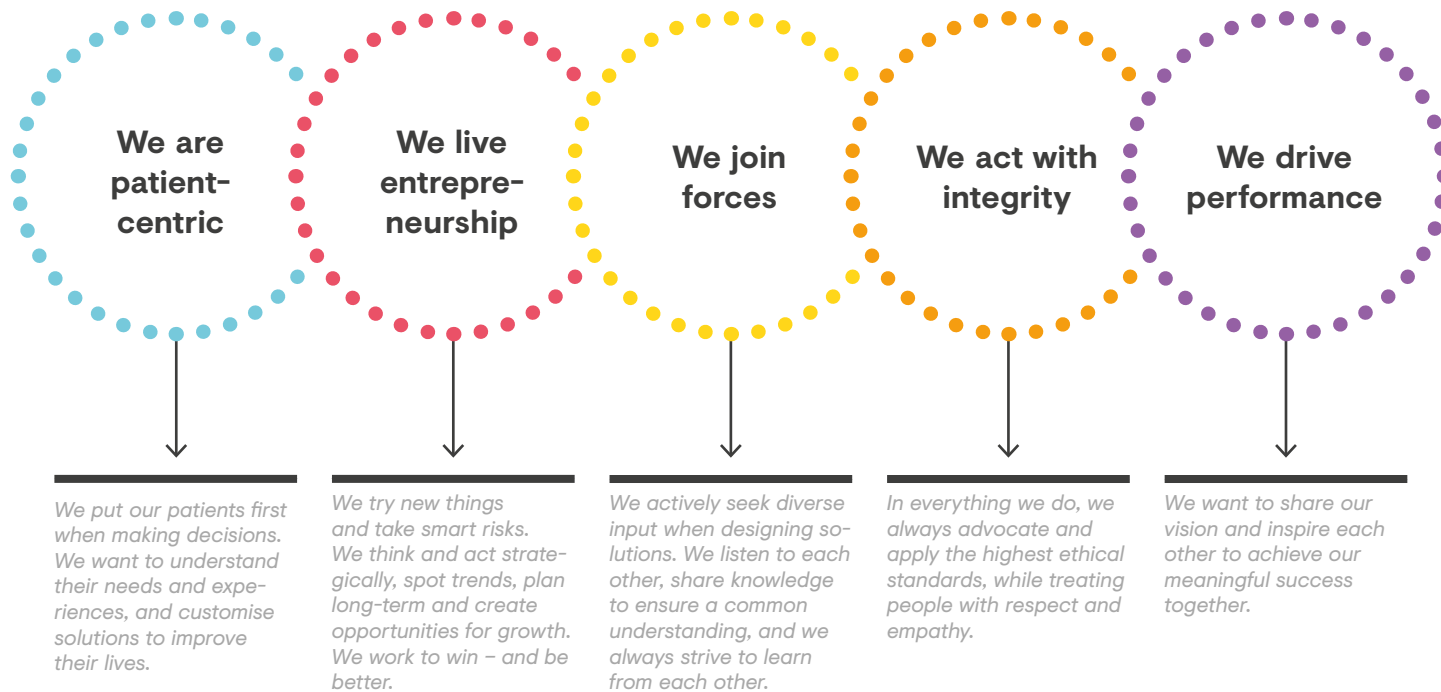 We are
patient-
centric
We live
entrepre-
neurship
We join
forces
We act with
integrity
We drive
performance
We put our patients first
when making decisions.
We want to understand
their needs and expe-
riences, and customise
solutions to improve
their lives.
We try new things
and take smart risks.
We think and act strate-
gically, spot trends, plan
long-term and create
opportunities for growth.
We work to win – and be
better.
We actively seek diverse
input when designing so-
lutions. We listen to each
other, share knowledge
to ensure a common
understanding, and we
always strive to learn
from each other.
In everything we do, we
always advocate and
apply the highest ethical
standards, while treating
people with respect and
empathy.
We want to share our
vision and inspire each
other to achieve our
meaningful success
together.